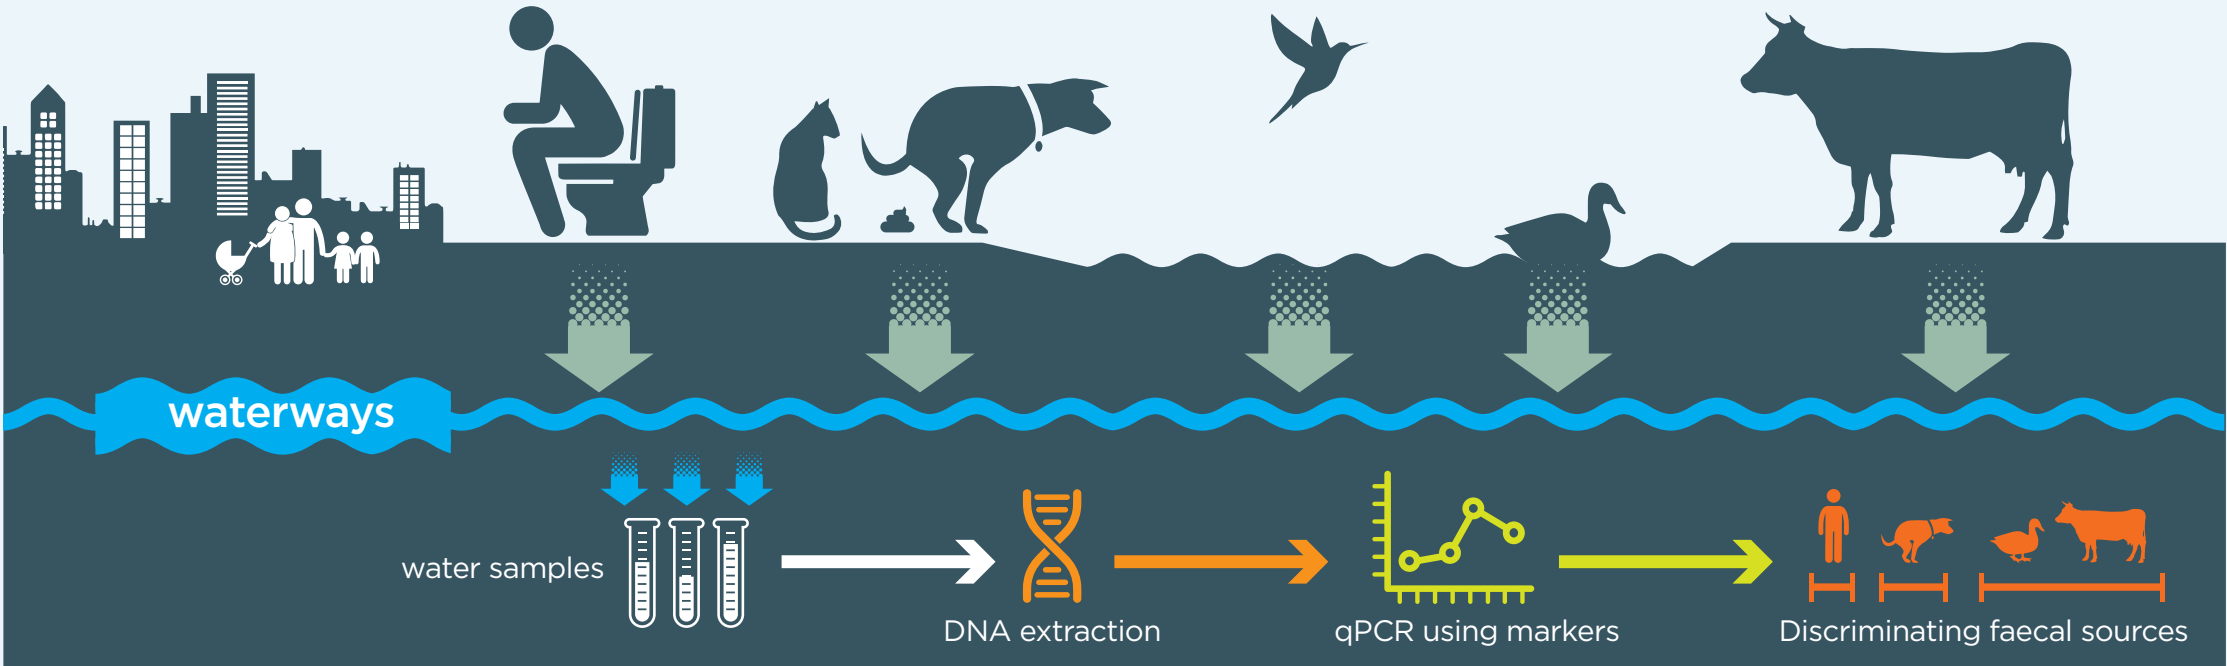 waterways
water samples
DNA extraction
qPCR using markers
Discriminating faecal sources